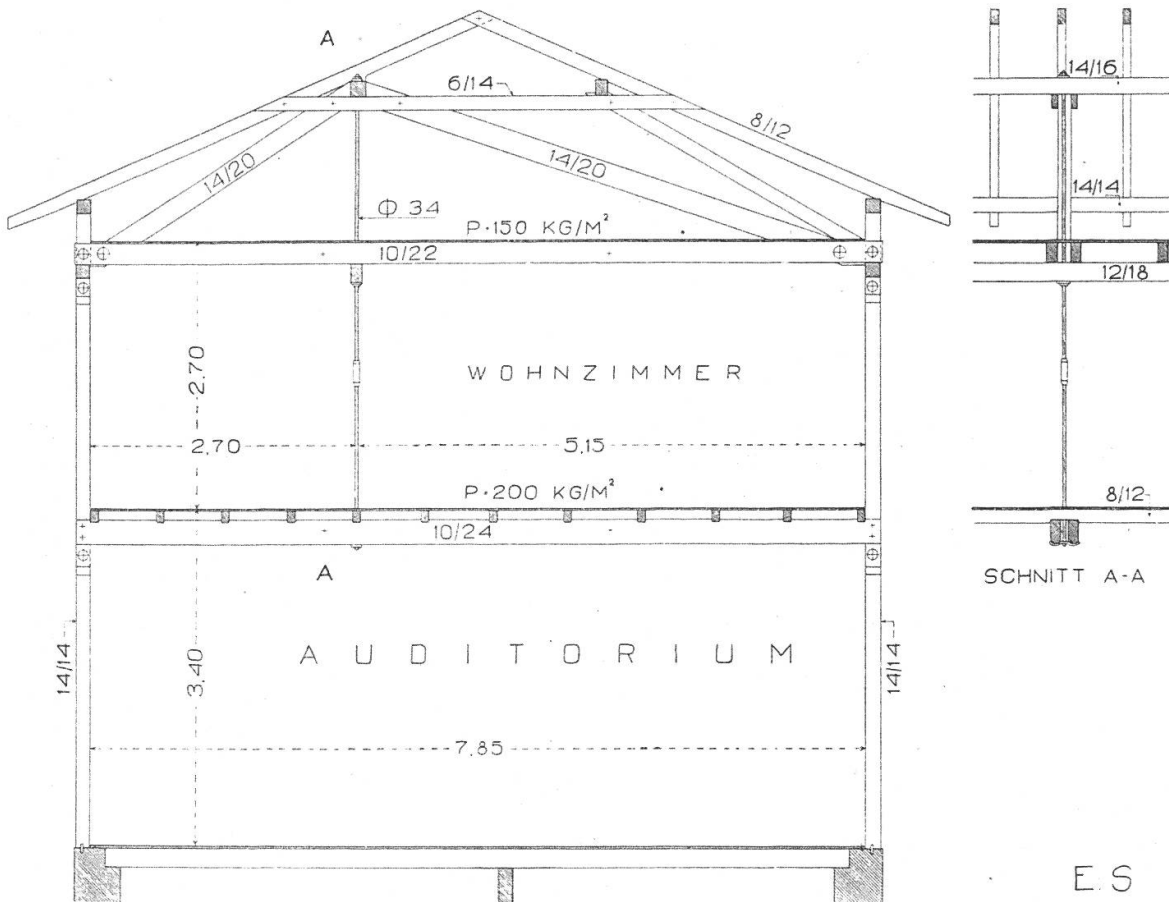 A
6/14
8/12
14/20
14/20
Φ 34
P·150 KG/M²
10/22
2,70
WOHNZIMMER
2,70
5,15
P·200 KG/M²
10/24
A
14/14
3,40
AUDITORIUM
14/14
7,85
14/16
14/14
12/18
8/12
SCHNITT A-A
E.S